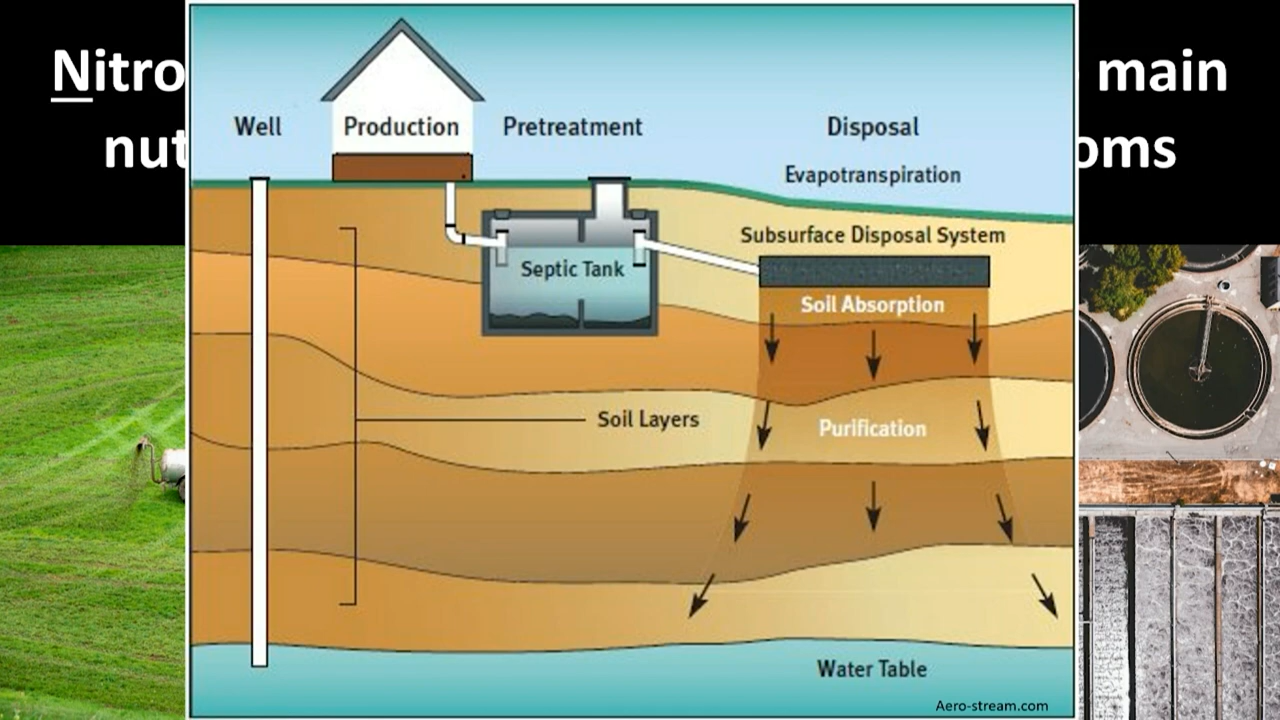 Nitro
main
nut
oms
Well
Production
Pretreatment
Disposal
Evapotranspiration
Subsurface Disposal System
Septic Tank
Soil Absorption
Soil Layers
Purification
Water Table
Aero-stream.com